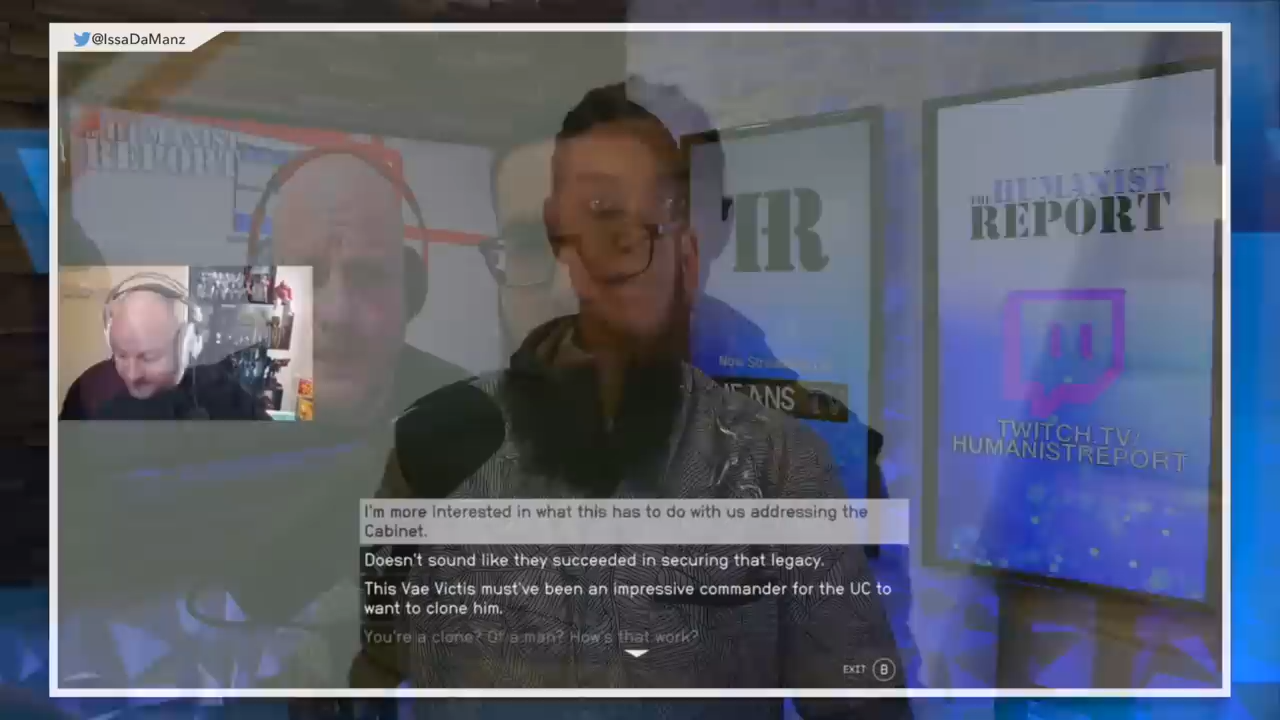 @IssaDaManz
HUMANIST
REPORT
HR
THE HUMANIST
REPORT
Now Str
EANS TV
TWITCH.TV/
HUMANISTREPORT
I'm more interested in what this has to do with us addressing the
Cabinet.
Doesn't sound like they succeeded in securing that legacy.
This Vae Victis must've been an impressive commander for the UC to
want to clone him.
You're a clone? Of a man? How's that work?
EXIT B